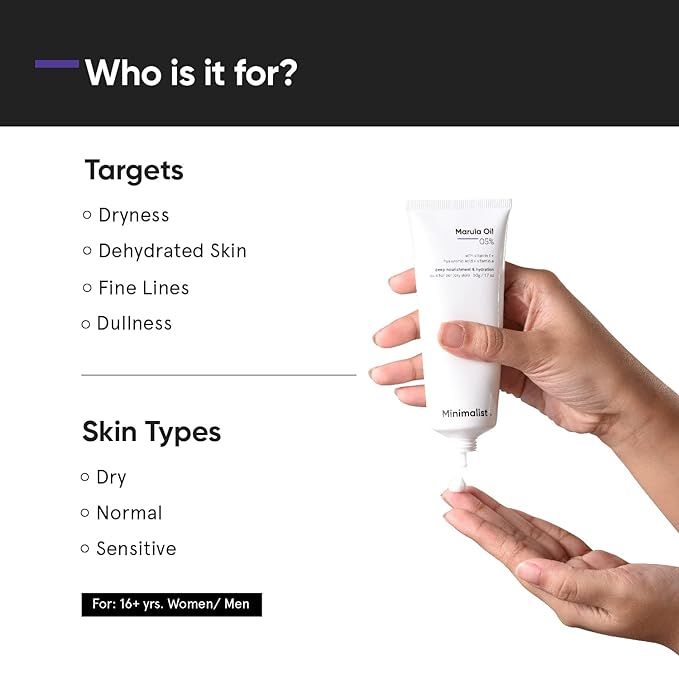 Who is it for?
Targets
Dryness
Dehydrated Skin
Fine Lines
Dullness
Skin Types
Dry
Normal
Sensitive
For: 16+ yrs. Women/ Men
Marula Oil
05%
with vitamin F+
hyaluronic acid + vitamin
deep nourishment & hydration
50g / 1.7 oz
Minimalist